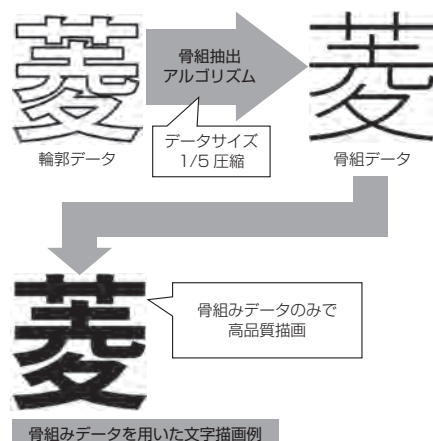 菱
骨組抽出
アルゴリズム
データサイズ
1/5 圧縮
輪郭データ
菱
骨組データ
菱
骨組みデータのみで
高品質描画
骨組みデータを用いた文字描画例